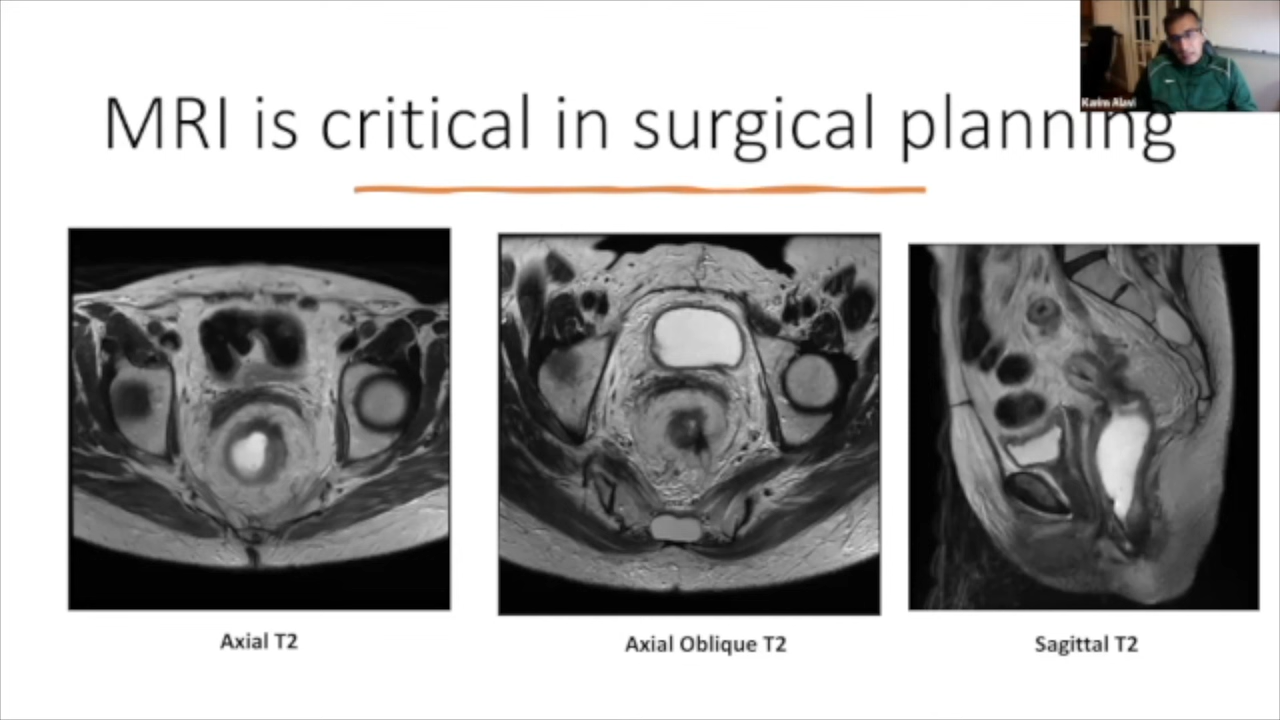 MRI is critical in surgical planning
Karim Alavi
Axial T2
Axial Oblique T2
Sagittal T2